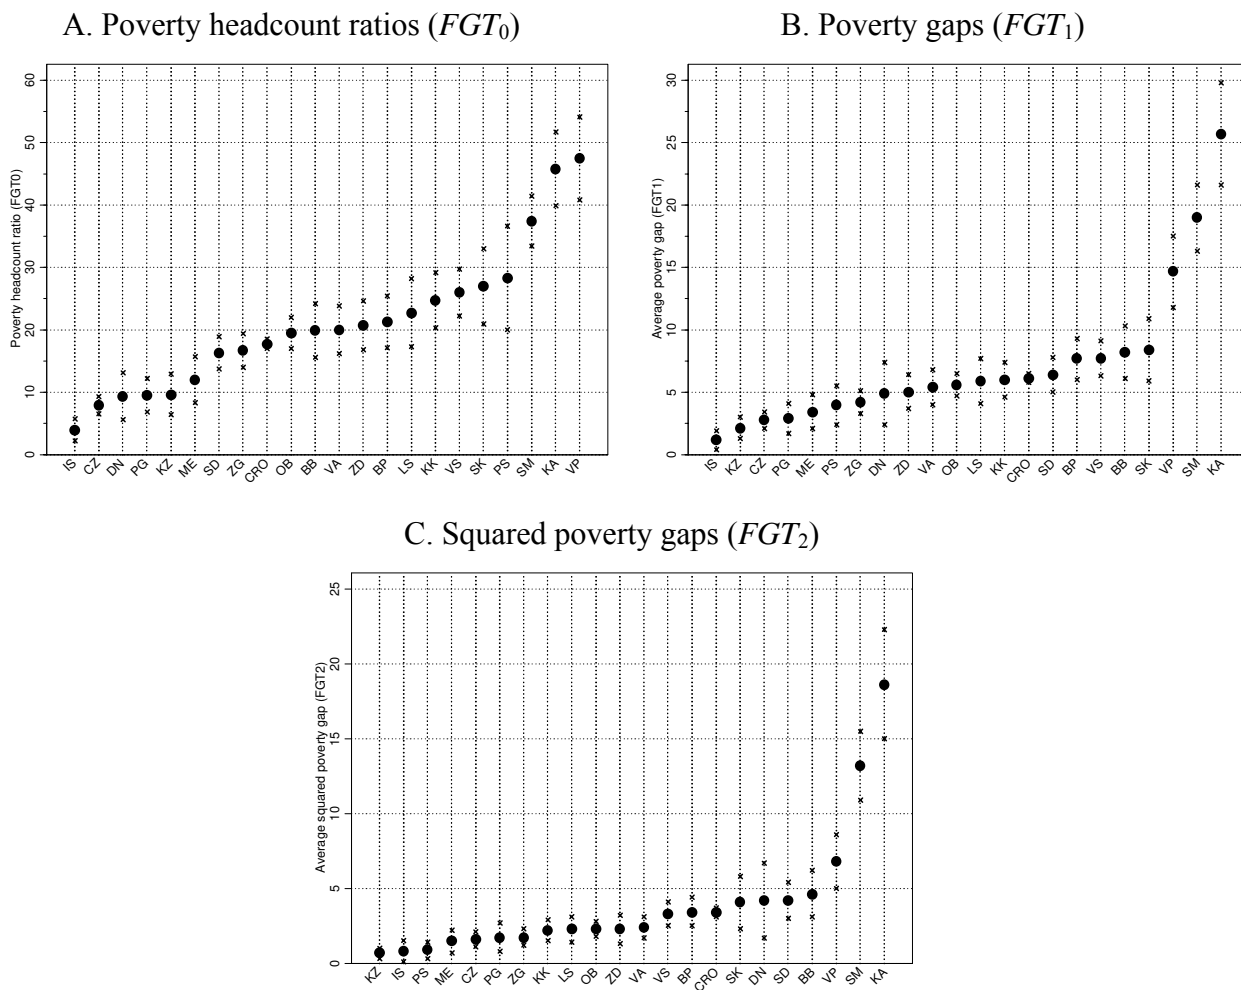 A. Poverty headcount ratios (FGT0)
Poverty headcount ratio (FGT0)
60
50
40
30
20
10
0
IS CZ DN PG KZ ME SD ZG CRO OB BB VA ZD BP LS KK VS SK PS SM KA VP
B. Poverty gaps (FGT1)
Average poverty gap (FGT1)
30
25
20
15
10
5
0
IS KZ CZ PG ME PS ZG DN ZD VA OB LS KK CRO SD BP VS BB SK VP SM KA
C. Squared poverty gaps (FGT2)
Average squared poverty gap (FGT2)
25
20
15
10
5
0
KZ IS PS ME CZ PG ZG KK LS OB ZD VA VS BP CRO SK DN SD BB VP SM KA